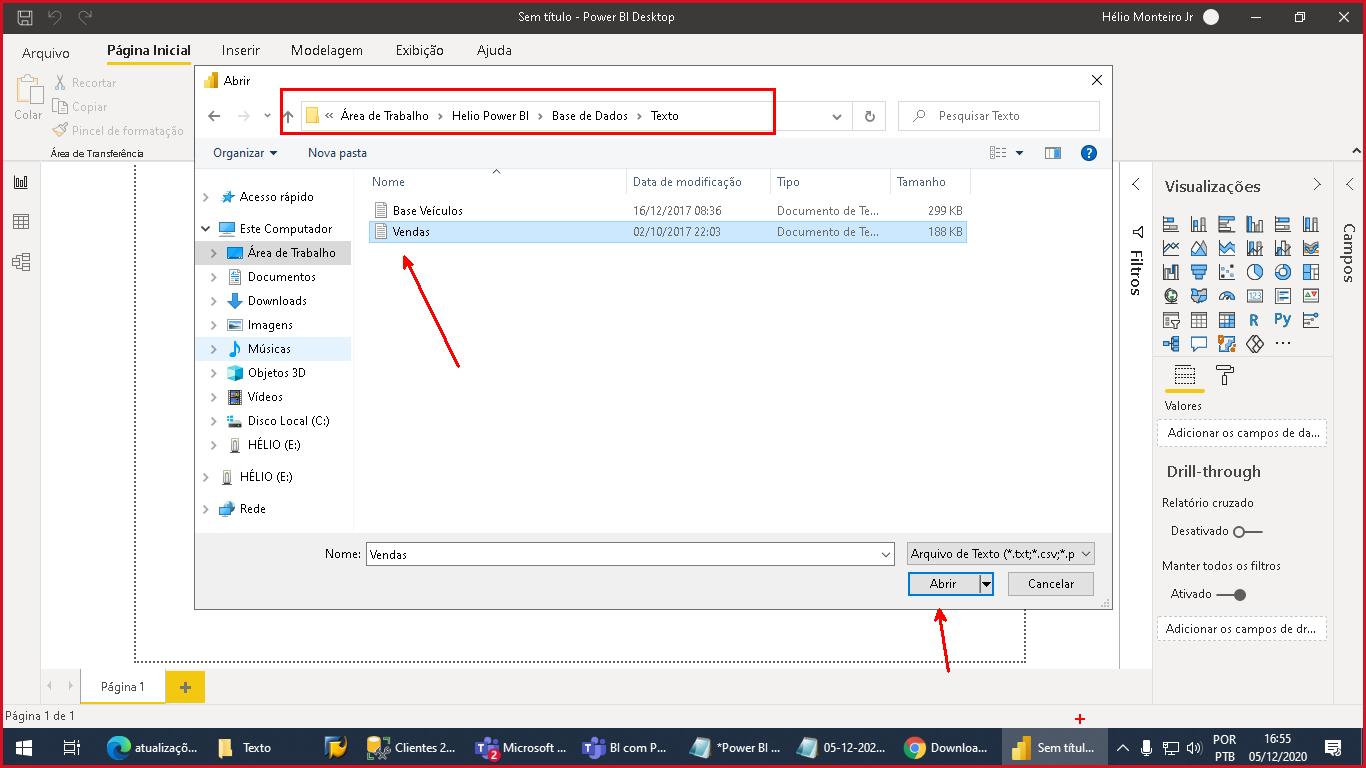 Sem título - Power BI Desktop
Hélio Monteiro Jr
Arquivo
Página Inicial
Inserir
Modelagem
Exibição
Ajuda
Colar
Recortar
Copiar
Pincel de formatação
Área de Transferência
Abrir
« Área de Trabalho › Helio Power BI › Base de Dados › Texto
Pesquisar Texto
Organizar
Nova pasta
Nome
Data de modificação
Tipo
Tamanho
Base Veículos 16/12/2017 08:36 Documento de Te... 299 KB
Vendas 02/10/2017 22:03 Documento de Te... 188 KB
Acesso rápido
Este Computador
Área de Trabalho
Documentos
Downloads
Imagens
Músicas
Objetos 3D
Vídeos
Disco Local (C:)
HÉLIO (E:)
HÉLIO (E:)
Rede
Nome: Vendas
Arquivo de Texto (*.txt;*.csv;*.p
Abrir
Cancelar
Filtros
Visualizações
123
R
Py
Valores
Adicionar os campos de da...
Drill-through
Relatório cruzado
Desativado
Manter todos os filtros
Ativado
Adicionar os campos de dr...
Campos
Página 1
Página 1 de 1
atualizaçõ...
Texto
Clientes 2...
2
Microsoft ...
BI com P...
*Power BI ...
05-12-202...
Downloa...
Sem títul...
POR
PTB
16:55
05/12/2020